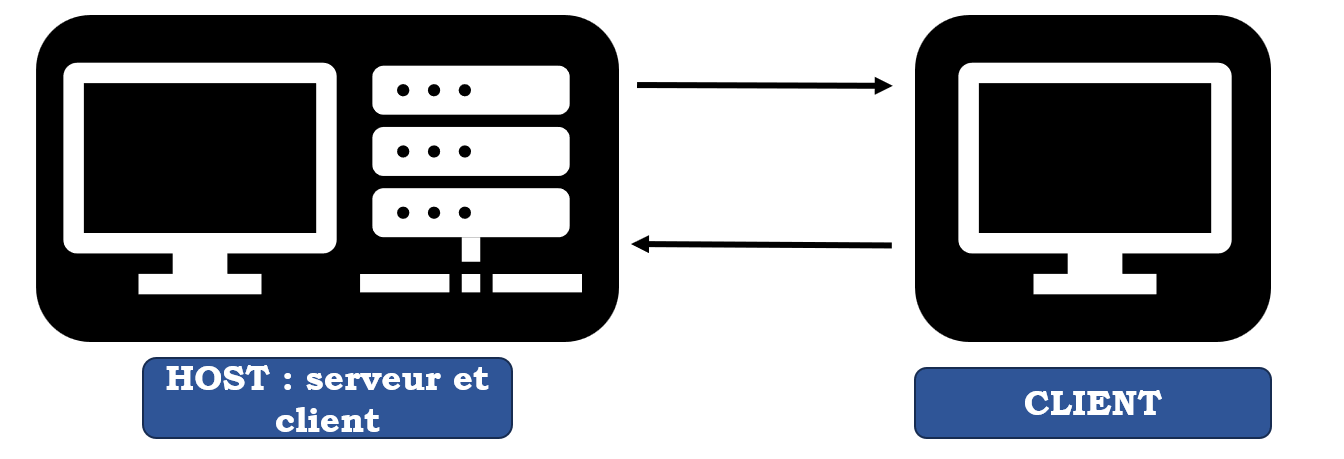 HOST : serveur et
client
CLIENT